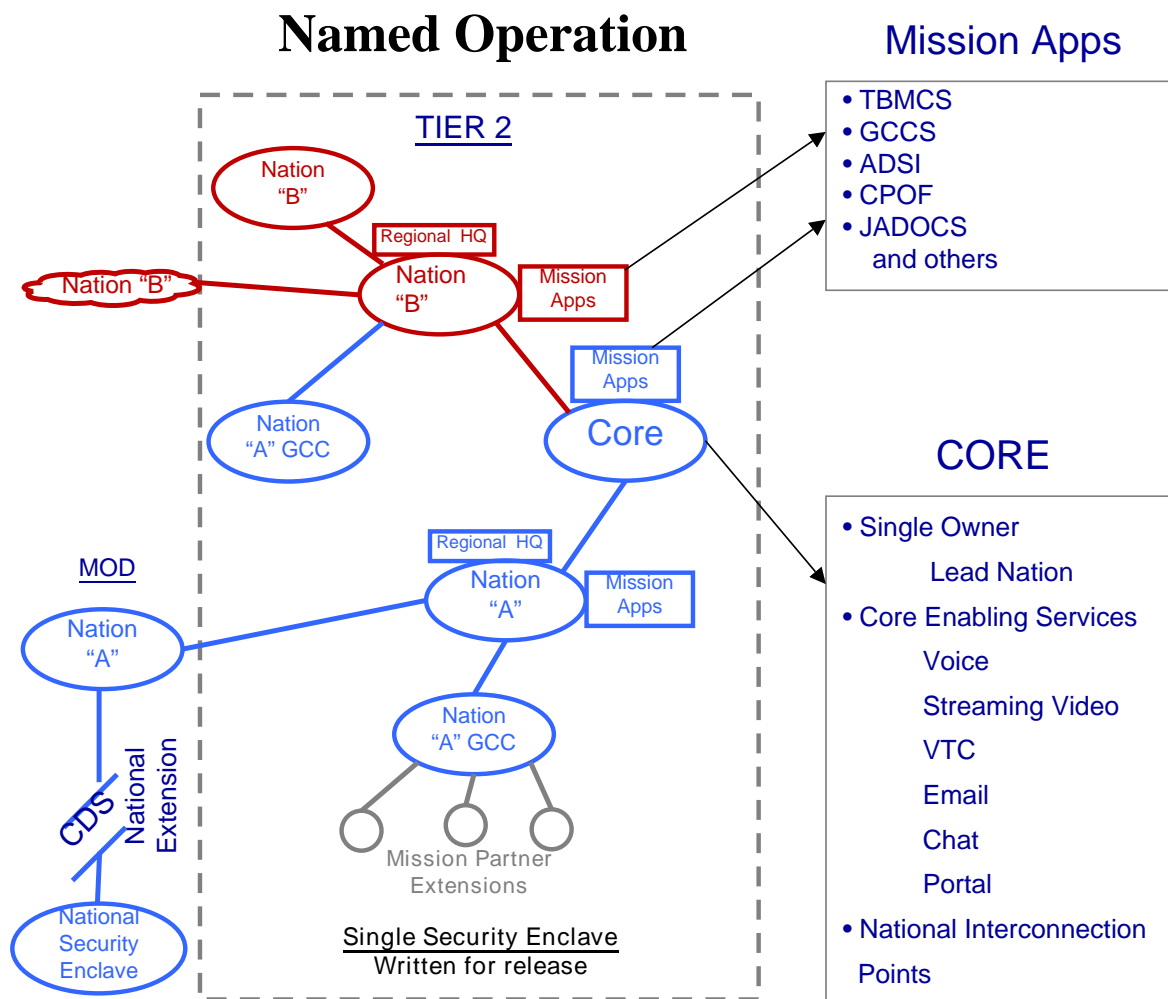 Named Operation
Mission Apps
• TBMCS
• GCCS
• ADSI
• CPOF
• JADOCS
and others
TIER 2
Nation
“B”
Regional HQ
Nation
“B”
Mission
Apps
Nation “B”
Mission
Apps
Nation
“A” GCC
Core
CORE
• Single Owner
Lead Nation
• Core Enabling Services
Voice
Streaming Video
VTC
Email
Chat
Portal
• National Interconnection
Points
Regional HQ
Nation
“A”
Mission
Apps
MOD
Nation
“A”
Nation
“A” GCC
CDS
National
Extension
Mission Partner
Extensions
National
Security
Enclave
Single Security Enclave
Written for release